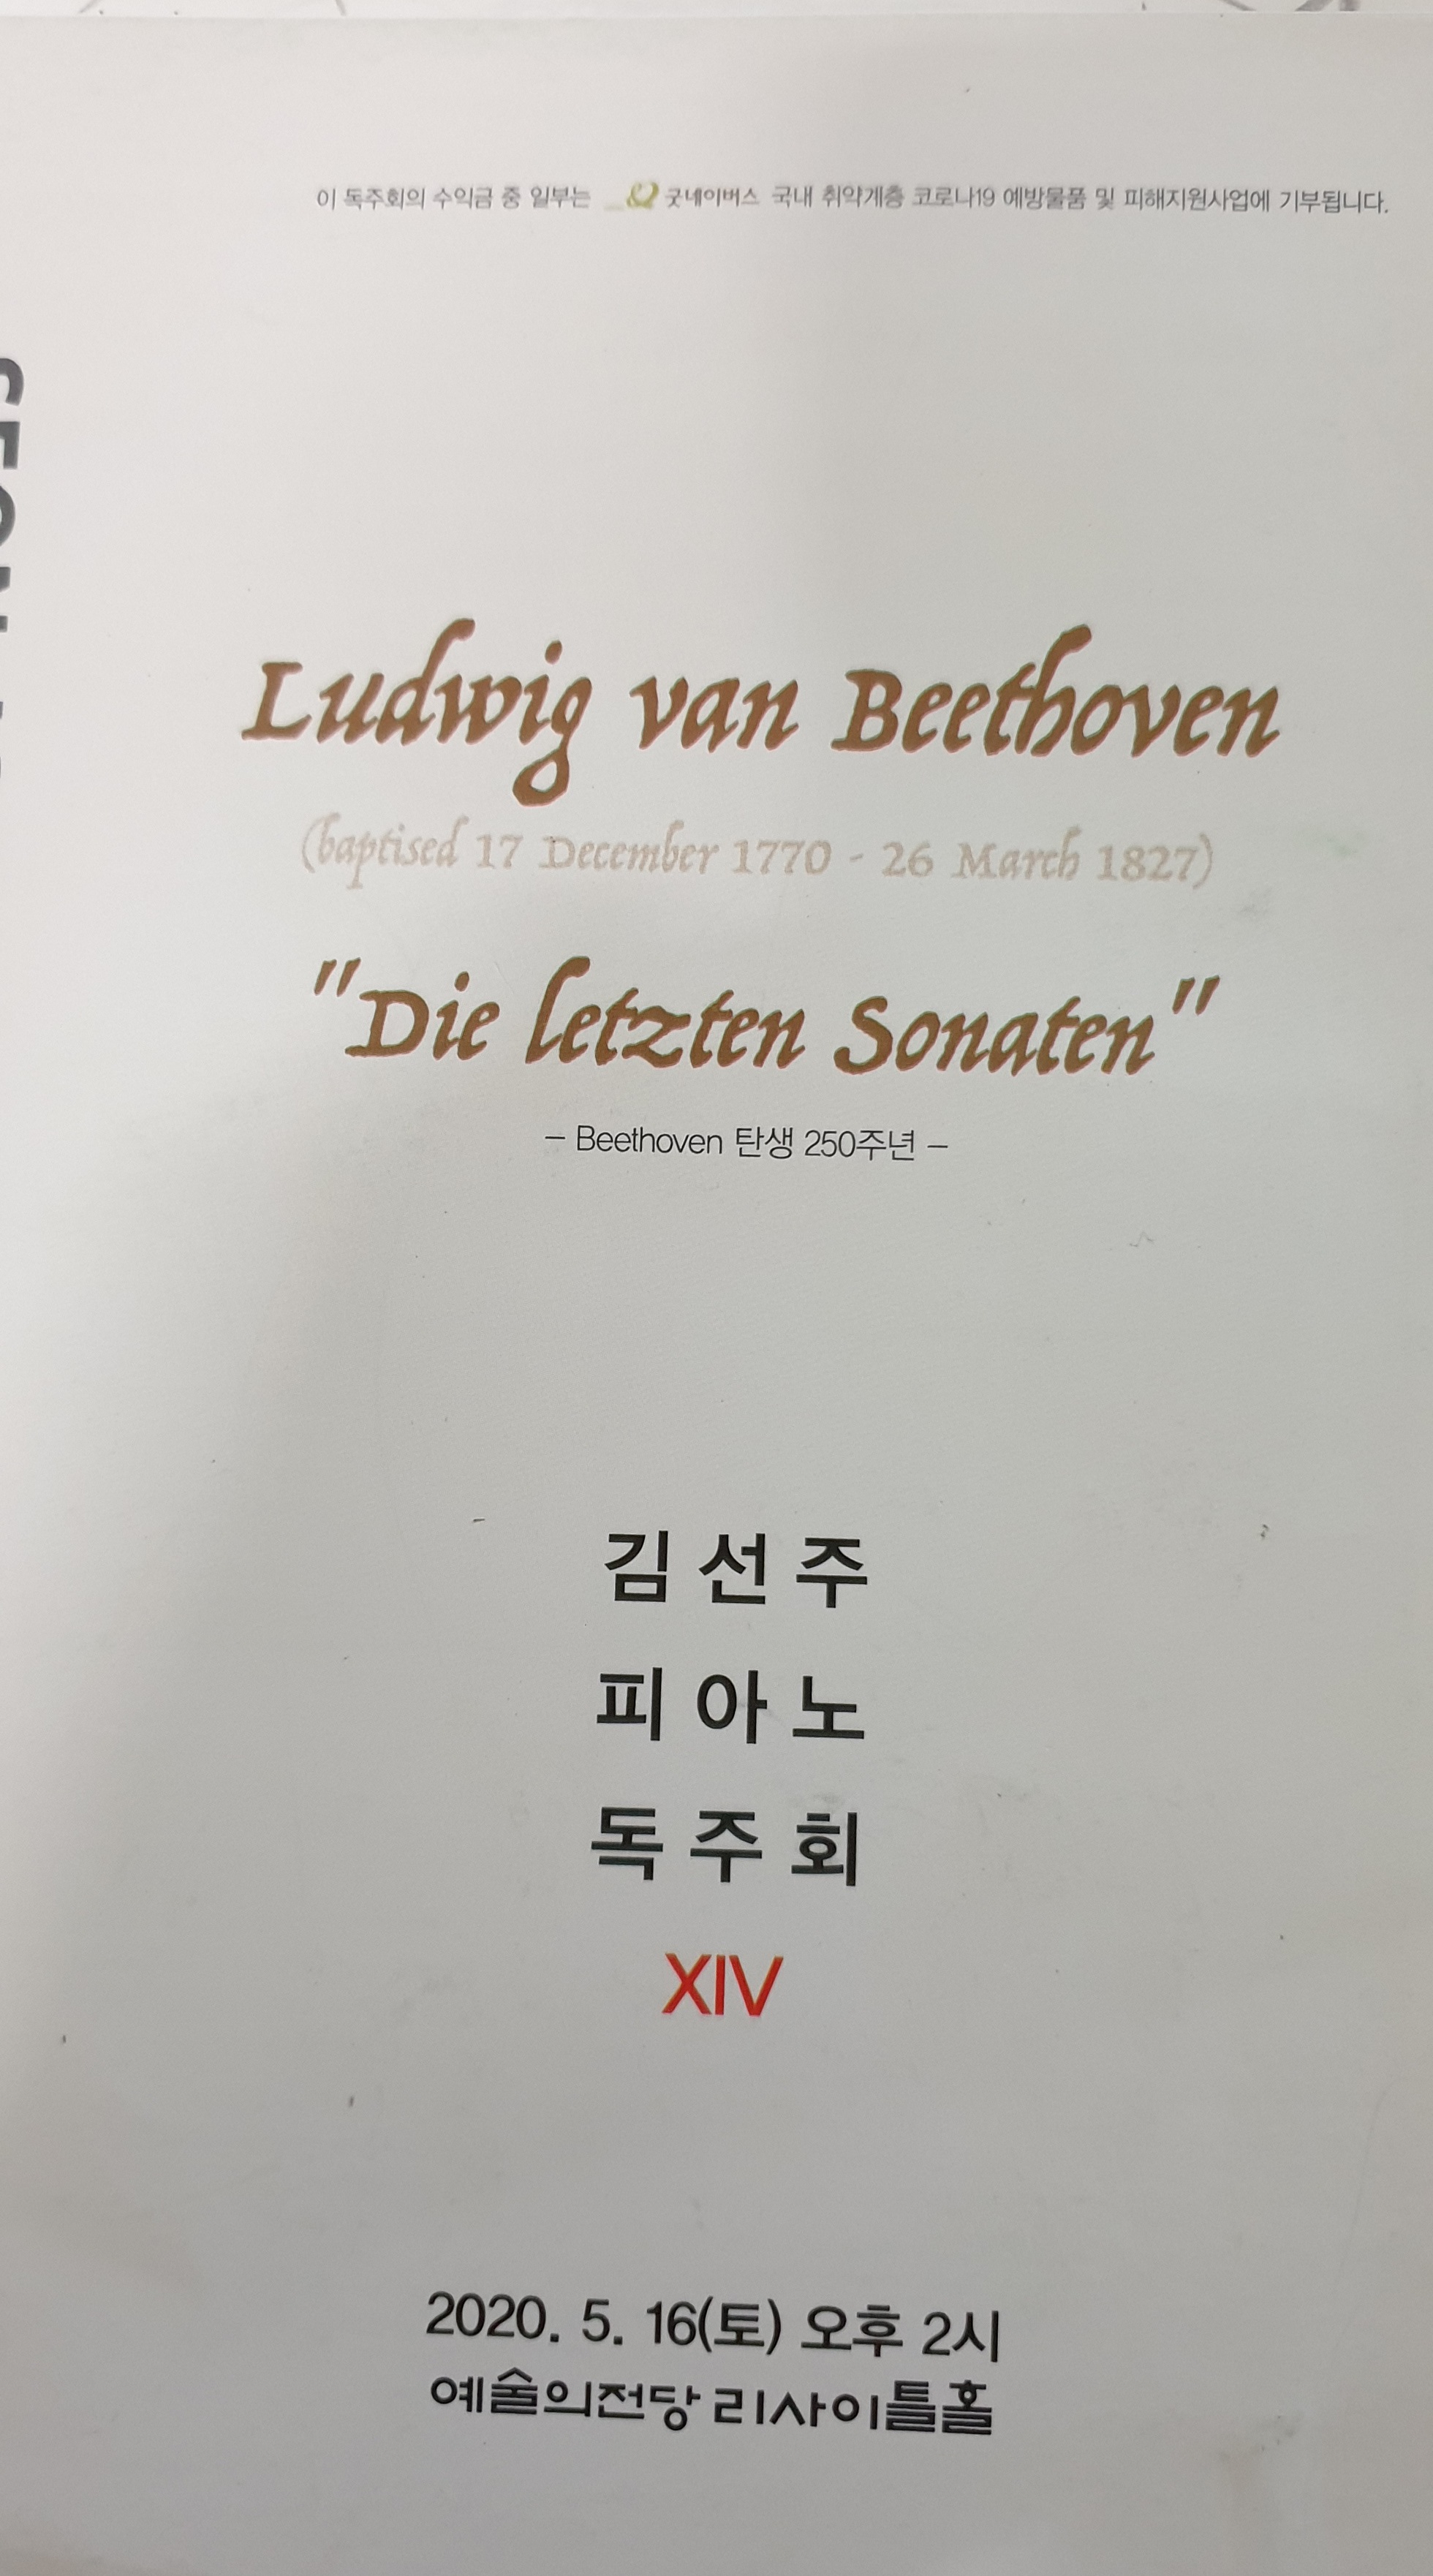 이 독주회의 수익금 중 일부는 굿네이버스 국내 취약계층 코로나19 예방물품 및 피해지원사업에 기부됩니다.
Ludwig van Beethoven
(baptised 17 December 1770 - 26 March 1827)
"Die letzten Sonaten"
– Beethoven 탄생 250주년 –
김선주
피아노
독주회
XIV
2020. 5. 16(토) 오후 2시
예술의전당 리사이틀홀